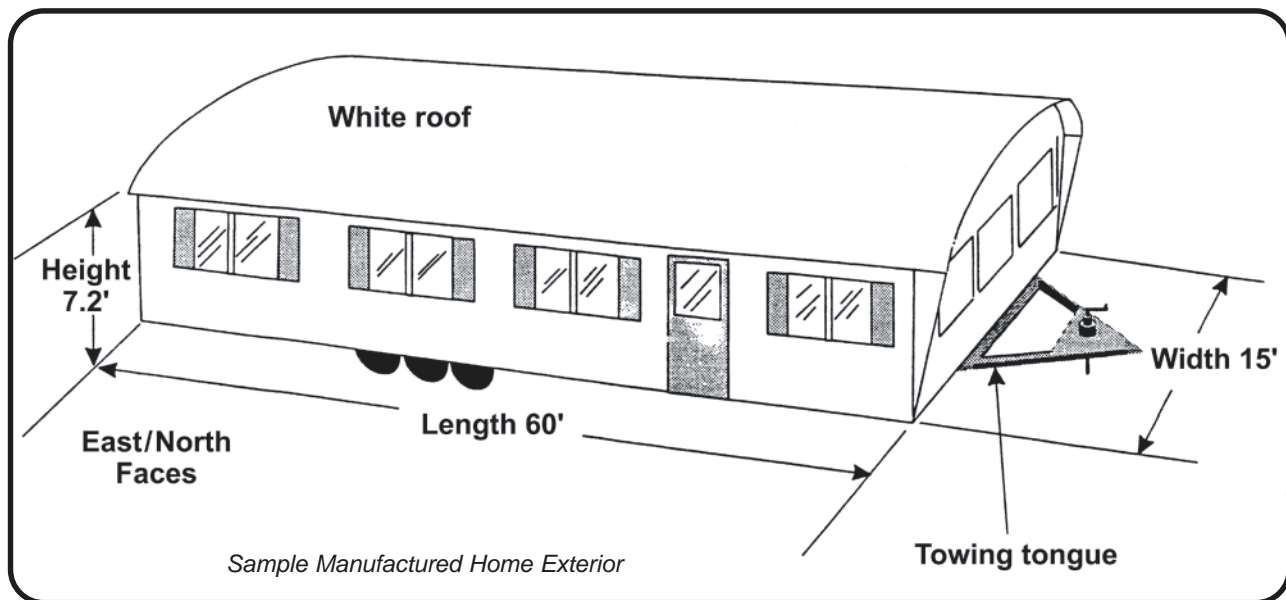 White roof
Height
7.2'
Width 15'
Length 60'
East/North
Faces
Towing tongue
Sample Manufactured Home Exterior